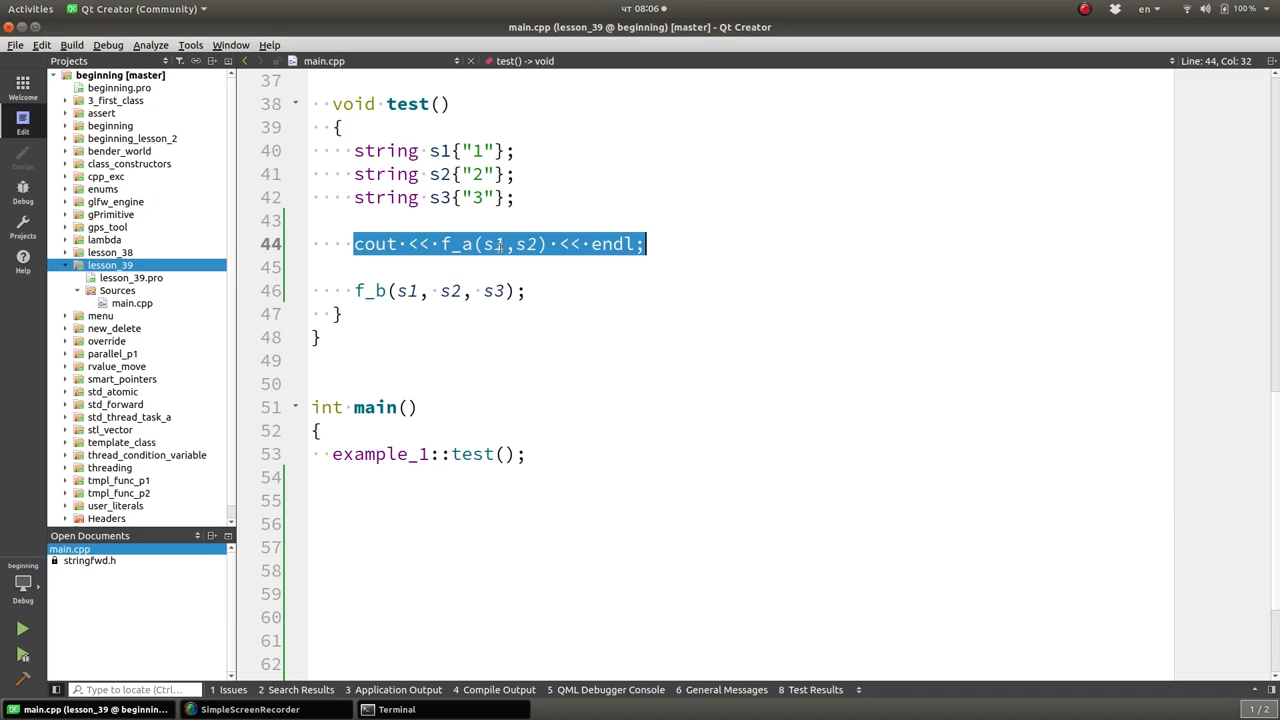 Activities Qt Creator (Community) чт 08:06 en 100 %
main.cpp (lesson_39 @ beginning) [master] - Qt Creator
File Edit Build Debug Analyze Tools Window Help
Projects main.cpp test() -> void Line: 44, Col: 32
Welcome
Edit
Design
Debug
Projects
Help
beginning
Debug
beginning [master]
beginning.pro
3_first_class
assert
beginning
beginning_lesson_2
bender_world
class_constructors
cpp_exc
enums
glfw_engine
gPrimitive
gps_tool
lambda
lesson_38
lesson_39
lesson_39.pro
Sources
main.cpp
menu
new_delete
override
parallel_p1
rvalue_move
smart_pointers
std_atomic
std_forward
std_thread_task_a
stl_vector
template_class
thread_condition_variable
threading
tmpl_func_p1
tmpl_func_p2
user_literals
Headers
Open Documents
main.cpp
stringfwd.h
37
38 void test()
39 {
40 string s1{"1"};
41 string s2{"2"};
42 string s3{"3"};
43
44 cout << f_a(s1,s2) << endl;
45
46 f_b(s1, s2, s3);
47 }
48 }
49
50
51 int main()
52 {
53 example_1::test();
54
55
56
57
58
59
60
61
62
Type to locate (Ctrl+... 1 Issues 2 Search Results 3 Application Output 4 Compile Output 5 QML Debugger Console 6 General Messages 8 Test Results
main.cpp (lesson_39 @ beginnin... SimpleScreenRecorder Terminal 1 / 2